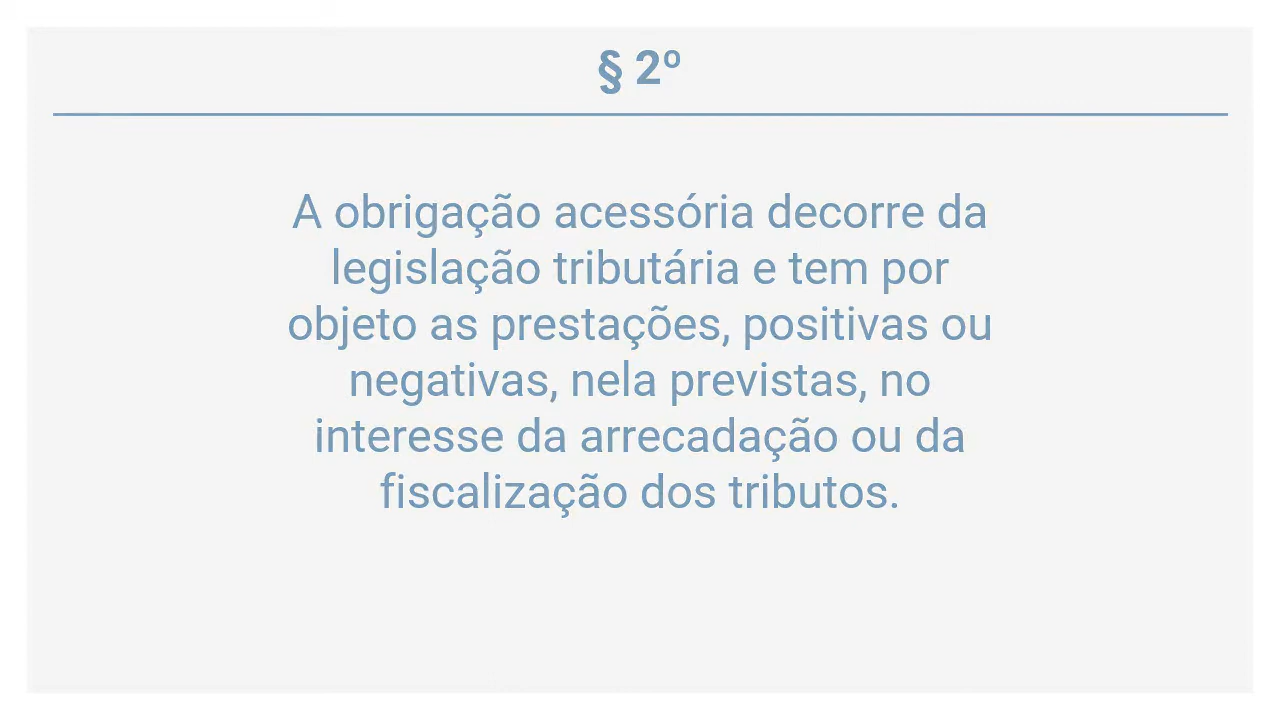 § 2º
A obrigação acessória decorre da
legislação tributária e tem por
objeto as prestações, positivas ou
negativas, nela previstas, no
interesse da arrecadação ou da
fiscalização dos tributos.